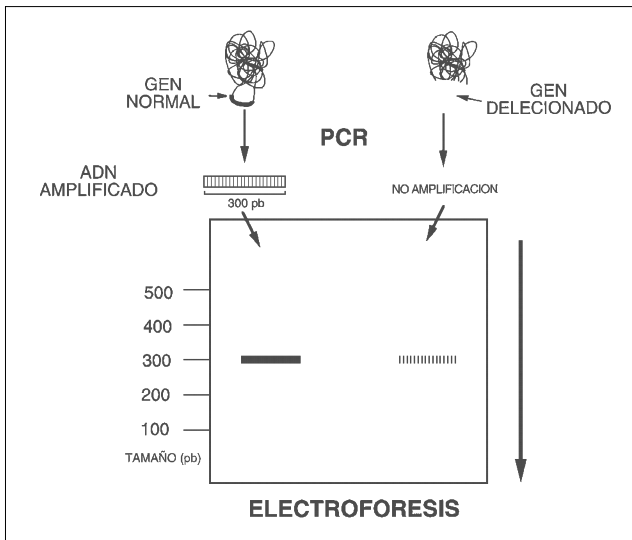 GEN
NORMAL
GEN
DELECIONADO
PCR
ADN
AMPLIFICADO
300 pb
NO AMPLIFICACION
500
400
300
200
100
TAMAÑO (pb)
ELECTROFORESIS